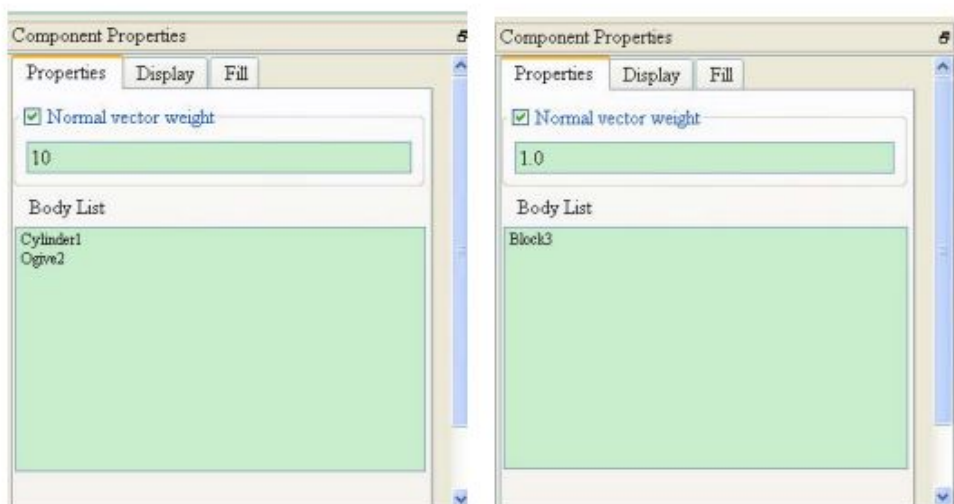 Component Properties
Properties Display Fill
Normal vector weight
10
Body List
Cylinder1
Ogive2
Component Properties
Properties Display Fill
Normal vector weight
1.0
Body List
Block3